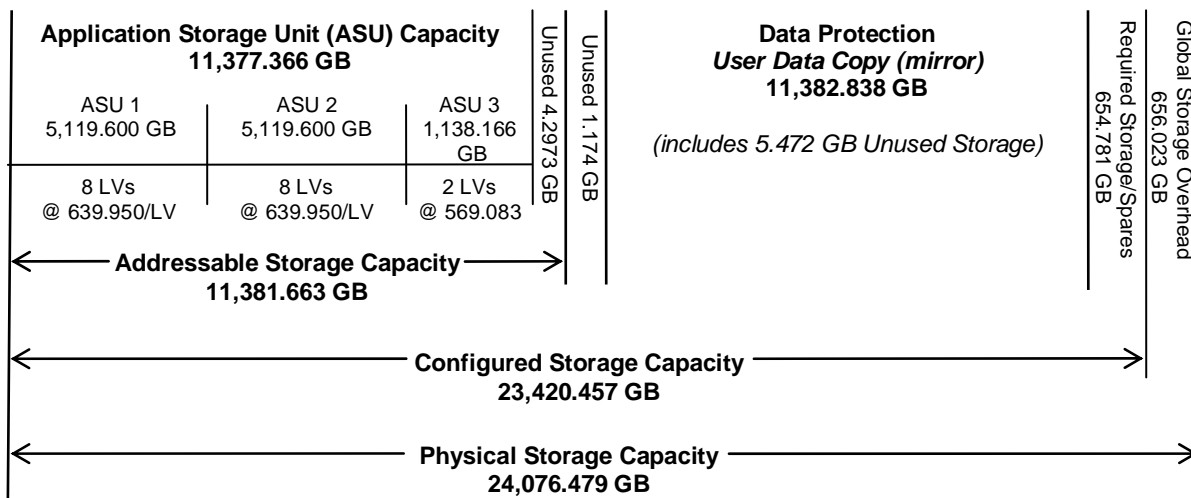 Application Storage Unit (ASU) Capacity
11,377.366 GB
ASU 1
5,119.600 GB
ASU 2
5,119.600 GB
ASU 3
1,138.166
GB
8 LVs
@ 639.950/LV
8 LVs
@ 639.950/LV
2 LVs
@ 569.083
Unused 4.2973 GB
Unused 1.174 GB
Data Protection
User Data Copy (mirror)
11,382.838 GB
(includes 5.472 GB Unused Storage)
Required Storage/Spares
654.781 GB
Global Storage Overhead
656.023 GB
Addressable Storage Capacity
11,381.663 GB
Configured Storage Capacity
23,420.457 GB
Physical Storage Capacity
24,076.479 GB